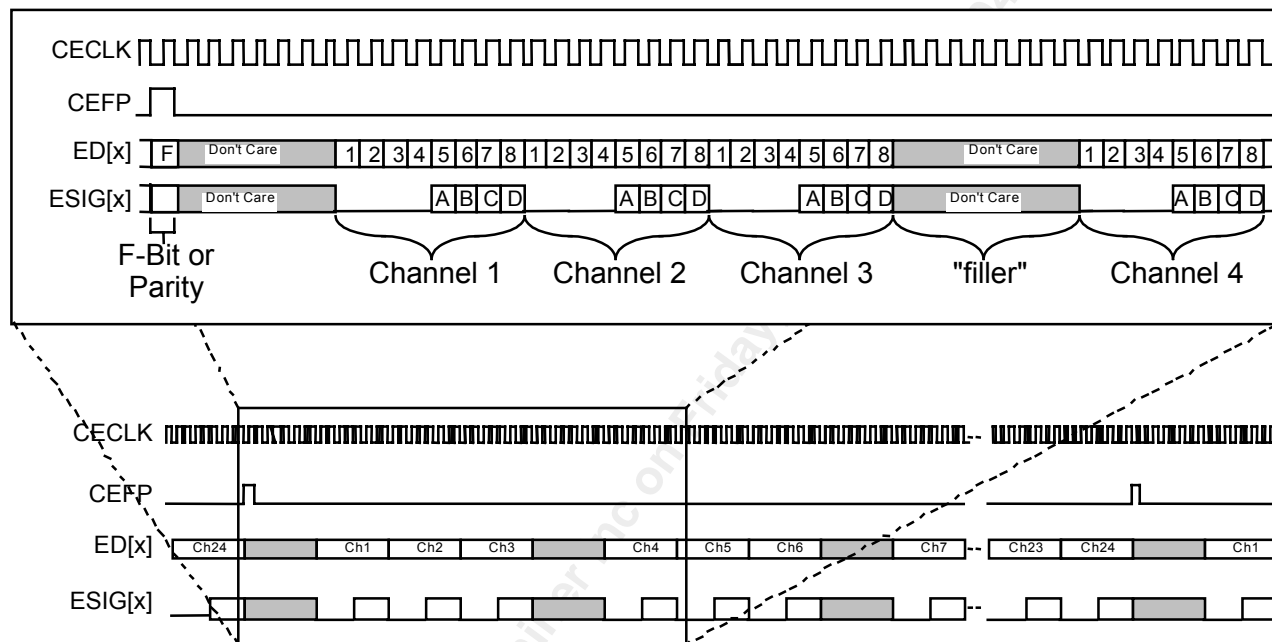 CECLK
CEFP
ED[x] F Don't Care 1 2 3 4 5 6 7 8 1 2 3 4 5 6 7 8 1 2 3 4 5 6 7 8 Don't Care 1 2 3 4 5 6 7 8
ESIG[x] Don't Care A B C D A B C D A B C D Don't Care A B C D
F-Bit or
Parity
Channel 1 Channel 2 Channel 3 "filler" Channel 4
CECLK
CEFP
ED[x] Ch24 Ch1 Ch2 Ch3 Ch4 Ch5 Ch6 Ch7 Ch23 Ch24 Ch1
ESIG[x]
inc on Friday